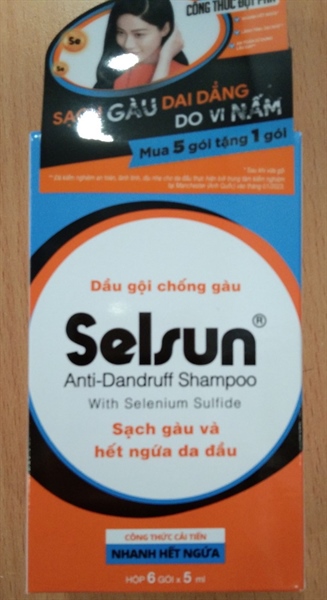 CÔNG THỨC ĐỘT PHÁ
Se
Se
SẠCH GÀU DAI DẲNG
DO VI NẤM
Mua 5 gói tặng 1 gói
Dầu gội chống gàu
Selsun®
Anti-Dandruff Shampoo
With Selenium Sulfide
Sạch gàu và
hết ngứa da đầu
CÔNG THỨC CẢI TIẾN
NHANH HẾT NGỨA
HỘP 6 GÓI x 5 ml